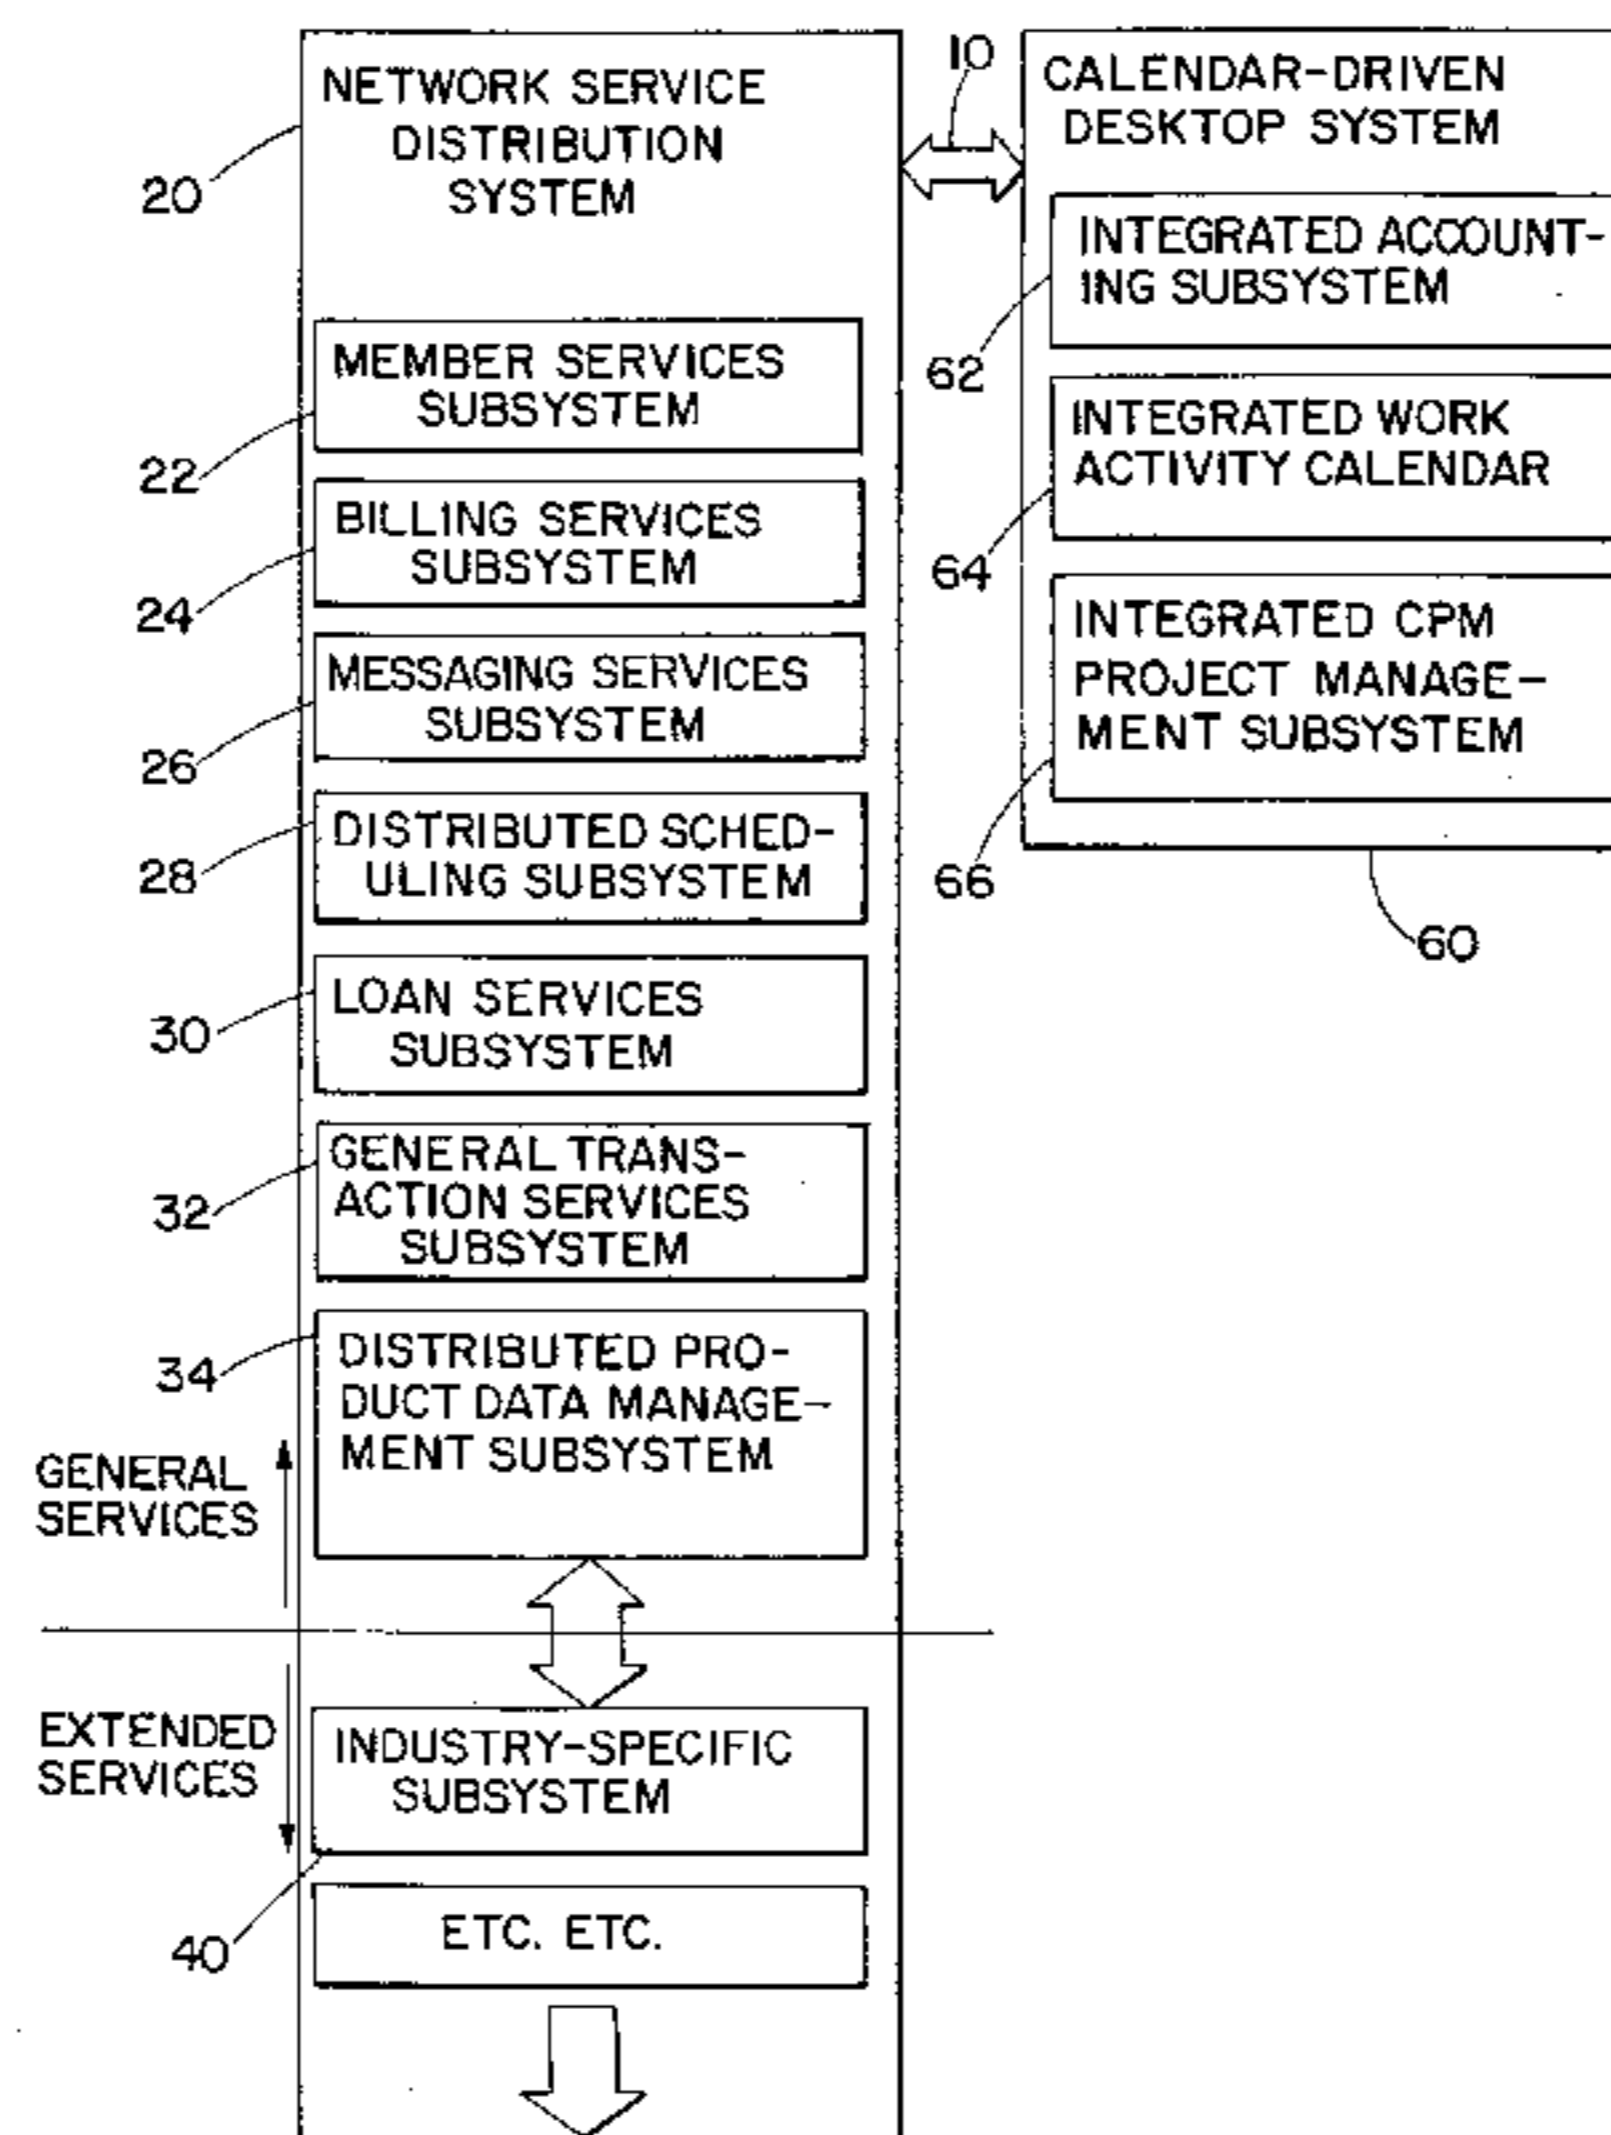 NETWORK SERVICE
DISTRIBUTION
SYSTEM
20
MEMBER SERVICES
SUBSYSTEM
22
BILLING SERVICES
SUBSYSTEM
24
MESSAGING SERVICES
SUBSYSTEM
26
DISTRIBUTED SCHED-
ULING SUBSYSTEM
28
LOAN SERVICES
SUBSYSTEM
30
GENERAL TRANS-
ACTION SERVICES
SUBSYSTEM
32
DISTRIBUTED PRO-
DUCT DATA MANAGE-
MENT SUBSYSTEM
34
GENERAL
SERVICES
EXTENDED
SERVICES
INDUSTRY-SPECIFIC
SUBSYSTEM
40
ETC. ETC.
10
CALENDAR-DRIVEN
DESKTOP SYSTEM
INTEGRATED ACCOUNT-
ING SUBSYSTEM
62
INTEGRATED WORK
ACTIVITY CALENDAR
64
INTEGRATED CPM
PROJECT MANAGE-
MENT SUBSYSTEM
66
60